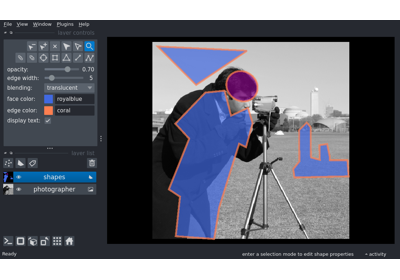 File View Window Plugins Help
layer controls
opacity: 0.70
edge width: 5
blending: translucent
face color: royalblue
edge color: coral
display text:
layer list
shapes
photographer
Ready
enter a selection mode to edit shape properties
activity